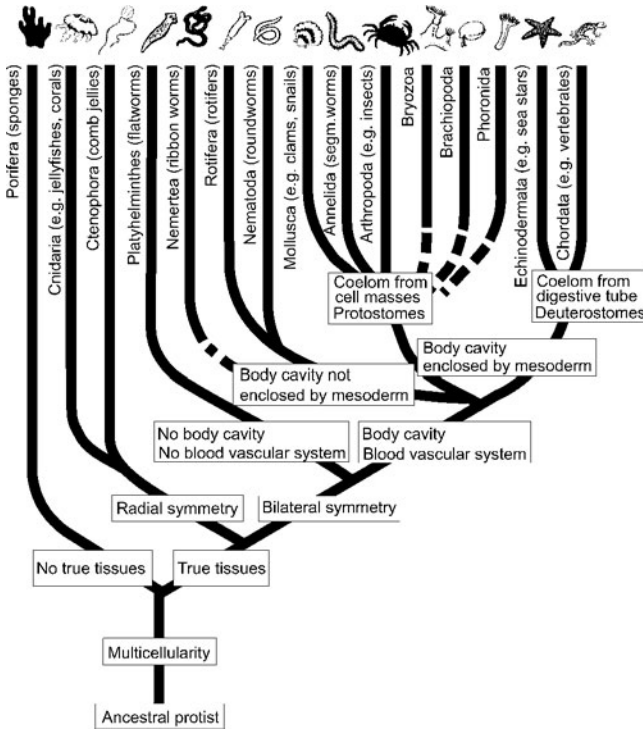 Porifera (sponges)
Cnidaria (e.g. jellyfishes, corals)
Ctenophora (comb jellies)
Platyhelminthes (flatworms)
Nemertea (ribbon worms)
Rotifera (rotifers)
Nematoda (roundworms)
Mollusca (e.g. clams, snails)
Annelida (segm.worms)
Arthropoda (e.g. insects)
Bryozoa
Brachiopoda
Phoronida
Echinodermata (e.g. sea stars)
Chordata (e.g. vertebrates)
Coelom from
cell masses
Protostomes
Coelom from
digestive tube
Deuterostomes
Body cavity
enclosed by mesoderm
Body cavity not
enclosed by mesoderm
No body cavity
No blood vascular system
Body cavity
Blood vascular system
Radial symmetry
Bilateral symmetry
No true tissues
True tissues
Multicellularity
Ancestral protist